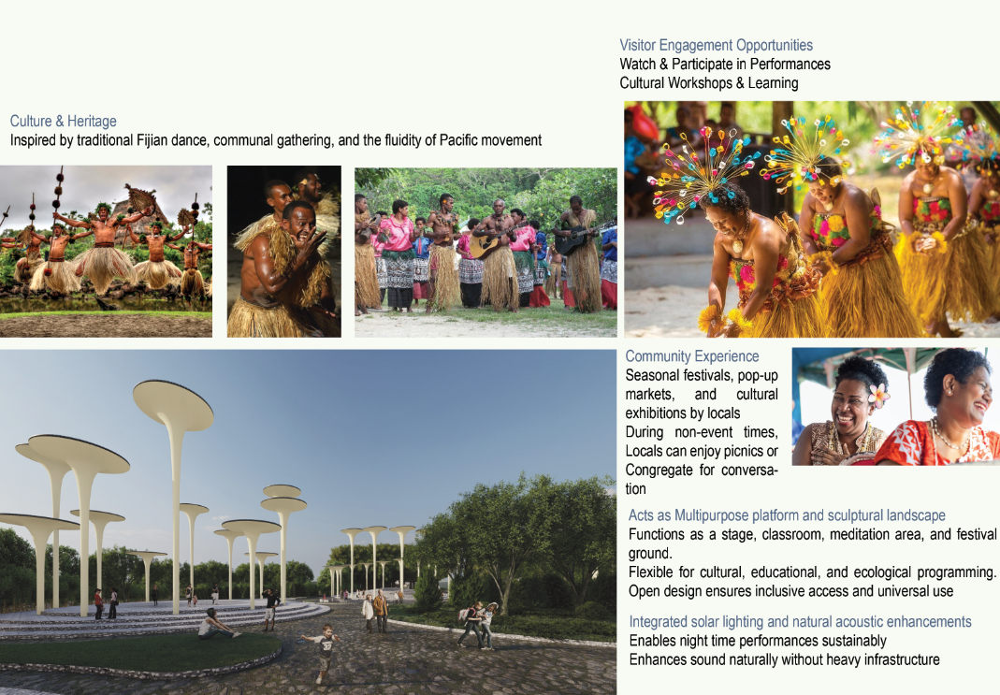 Visitor Engagement Opportunities
Watch & Participate in Performances
Cultural Workshops & Learning
Culture & Heritage
Inspired by traditional Fijian dance, communal gathering, and the fluidity of Pacific movement
Community Experience
Seasonal festivals, pop-up
markets, and cultural
exhibitions by locals
During non-event times,
Locals can enjoy picnics or
Congregate for conversa-
tion
Acts as Multipurpose platform and sculptural landscape
Functions as a stage, classroom, meditation area, and festival
ground.
Flexible for cultural, educational, and ecological programming.
Open design ensures inclusive access and universal use
Integrated solar lighting and natural acoustic enhancements
Enables night time performances sustainably
Enhances sound naturally without heavy infrastructure